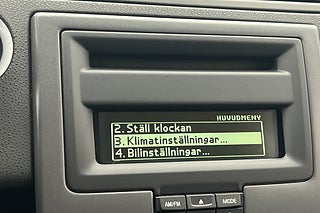 HUVUDMENY
2. Ställ klockan
3. Klimatinställningar...
4. Bilinställningar...
AM/FM MODE